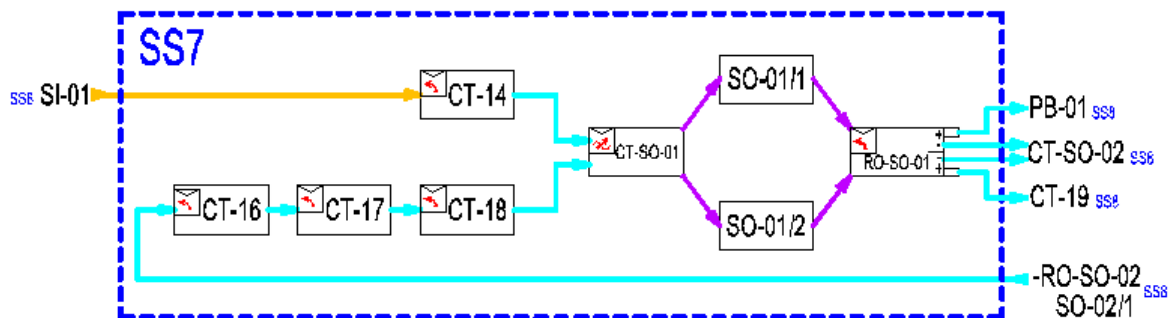 SS7
SS6 SI-01
CT-14
SO-01/1
CT-SO-01
RO-SO-01
+
-
-
+
PB-01 SS8
CT-SO-02 SS8
CT-19 SS8
CT-16
CT-17
CT-18
SO-01/2
-RO-SO-02 SS8
SO-02/1